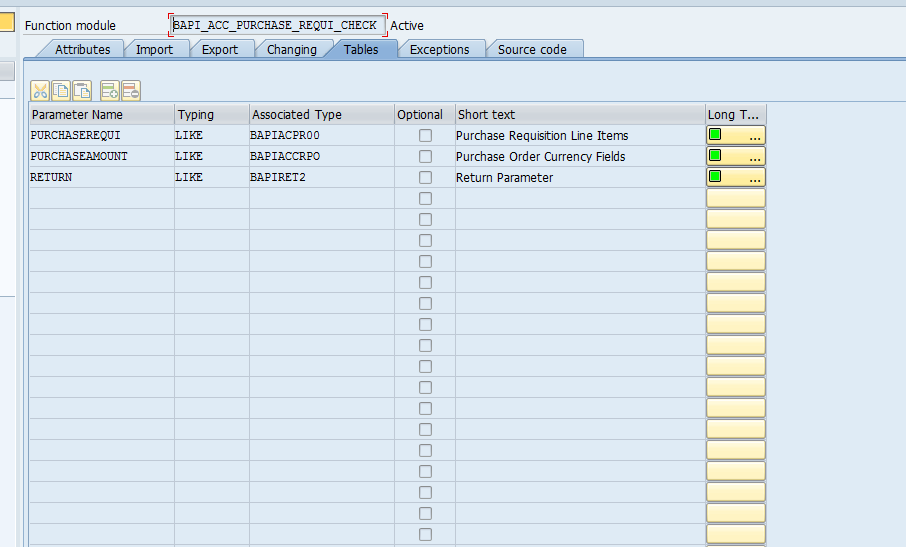 Function module BAPI_ACC_PURCHASE_REQUI_CHECK Active
Attributes Import Export Changing Tables Exceptions Source code
Parameter Name Typing Associated Type Optional Short text Long T...
PURCHASEREQUI LIKE BAPIACPR00 Purchase Requisition Line Items ...
PURCHASEAMOUNT LIKE BAPIACCRPO Purchase Order Currency Fields ...
RETURN LIKE BAPIRET2 Return Parameter ...